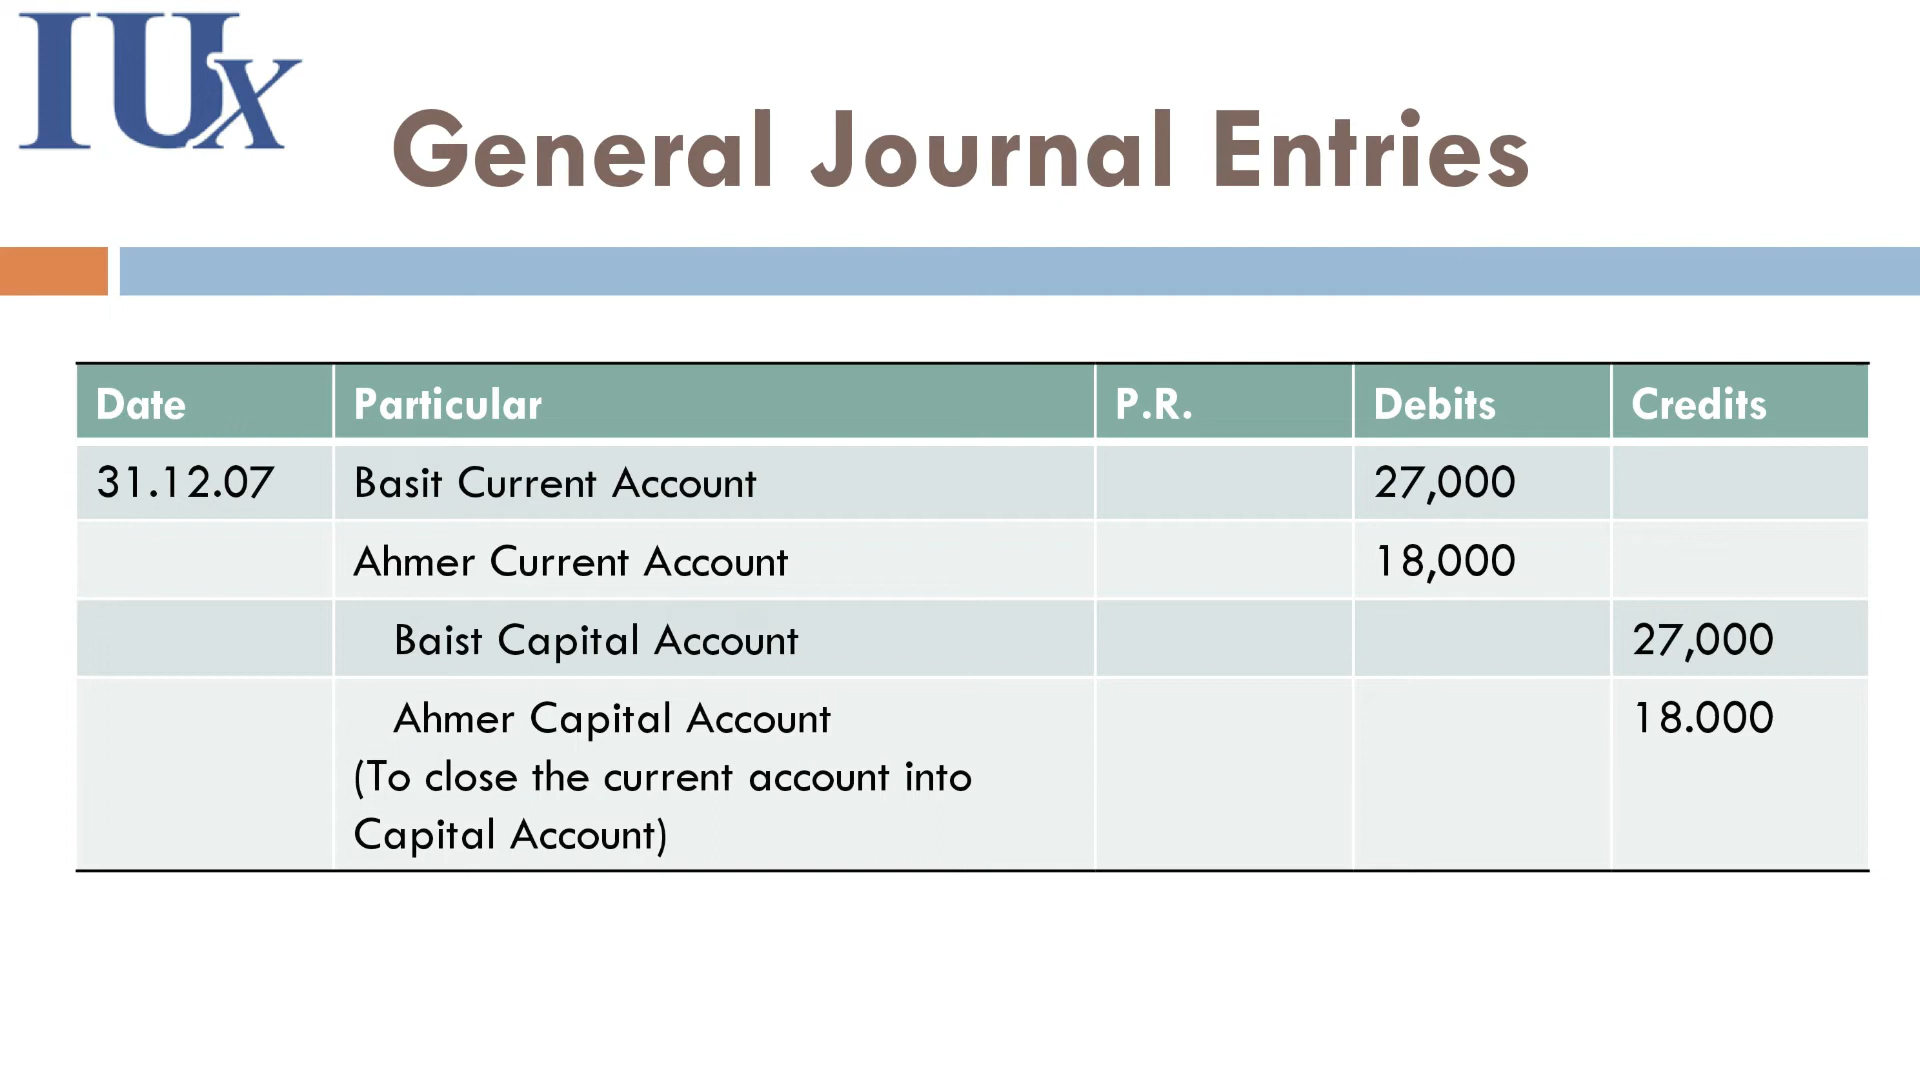 IUx
General Journal Entries
Date Particular P.R. Debits Credits
31.12.07 Basit Current Account 27,000
Ahmer Current Account 18,000
Baist Capital Account 27,000
Ahmer Capital Account 18.000
(To close the current account into
Capital Account)